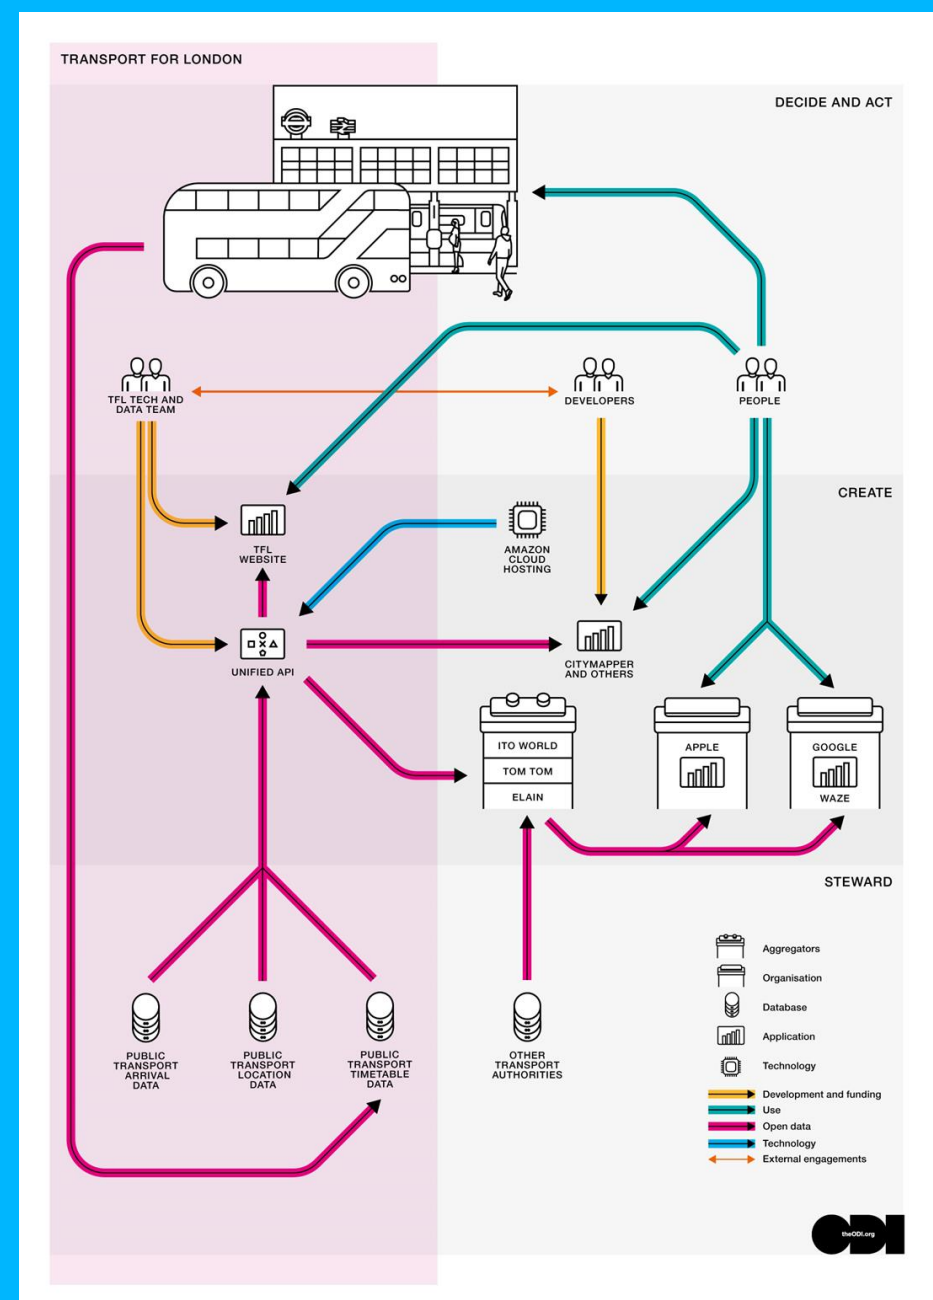 TRANSPORT FOR LONDON
DECIDE AND ACT
TFL TECH AND
DATA TEAM
DEVELOPERS
PEOPLE
CREATE
TFL
WEBSITE
AMAZON
CLOUD
HOSTING
UNIFIED API
CITYMAPPER
AND OTHERS
ITO WORLD
TOM TOM
ELAIN
APPLE
GOOGLE
WAZE
STEWARD
PUBLIC
TRANSPORT
ARRIVAL
DATA
PUBLIC
TRANSPORT
LOCATION
DATA
PUBLIC
TRANSPORT
TIMETABLE
DATA
OTHER
TRANSPORT
AUTHORITIES
Aggregators
Organisation
Database
Application
Technology
Development and funding
Use
Open data
Technology
External engagements
ODI
theODI.org